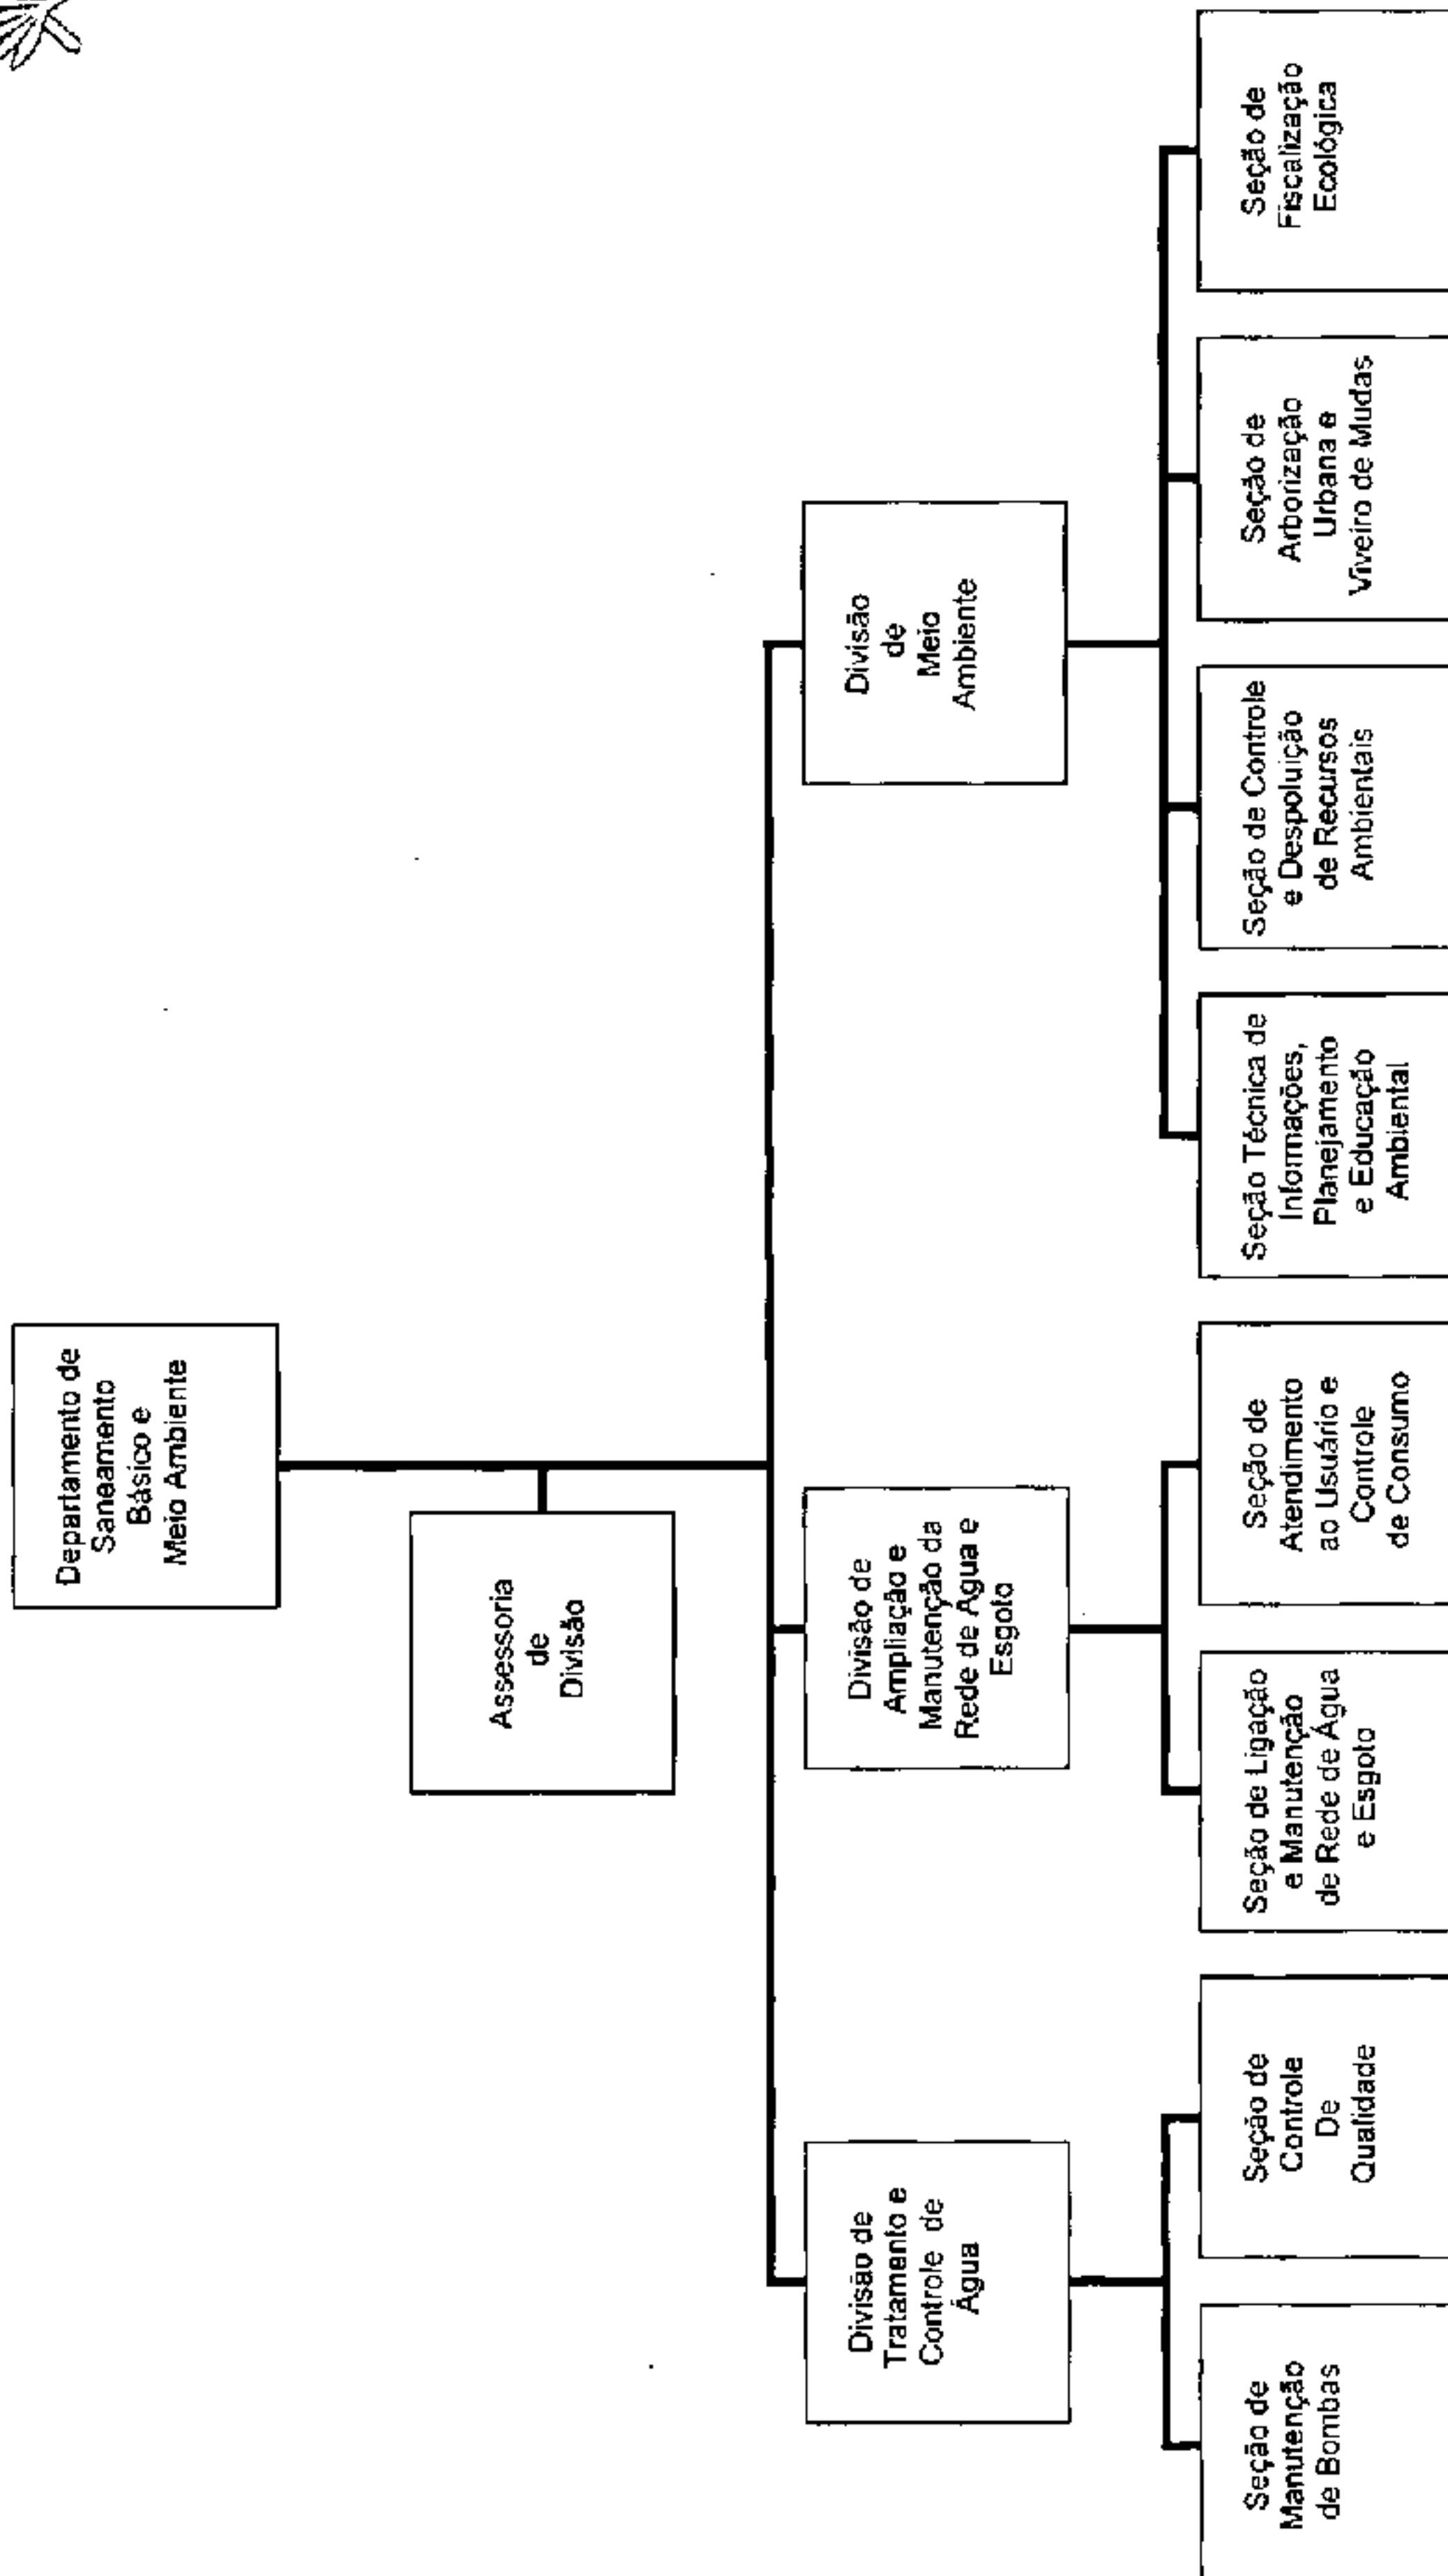 Departamento de
Saneamento
Básico e
Meio Ambiente
Assessoria
de
Divisão
Divisão de
Tratamento e
Controle de
Água
Divisão de
Ampliação e
Manutenção da
Rede de Água e
Esgoto
Divisão
de
Meio
Ambiente
Seção de
Manutenção
de Bombas
Seção de
Controle
De
Qualidade
Seção de Ligação
e Manutenção
de Rede de Água
e Esgoto
Seção de
Atendimento
ao Usuário e
Controle
de Consumo
Seção Técnica de
Informações,
Planejamento
e Educação
Ambiental
Seção de Controle
e Despoluição
de Recursos
Ambientais
Seção de
Arborização
Urbana e
Viveiro de Mudas
Seção de
Fiscalização
Ecológica